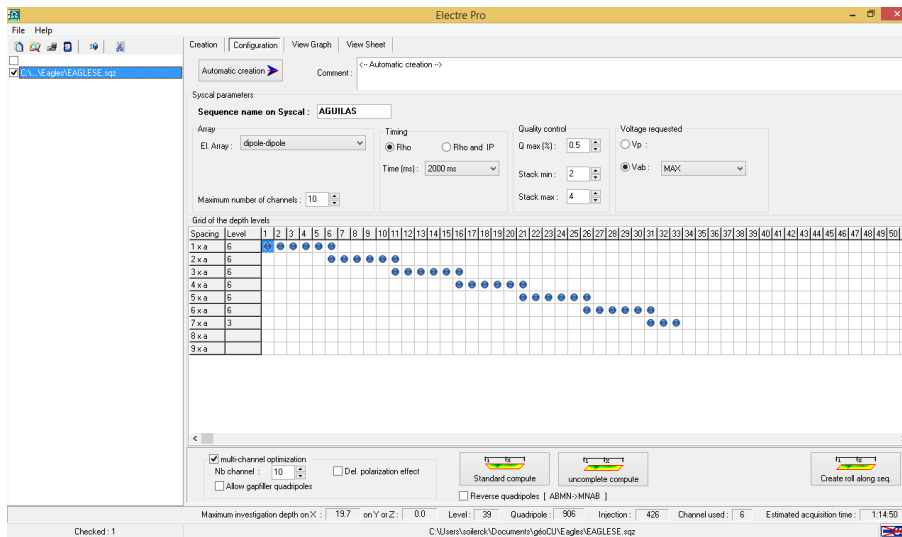 Electre Pro
File Help
Creation Configuration View Graph View Sheet
C:\...\Eagles\EAGLESE.sqz
Automatic creation Comment : <-- Automatic creation -->
Syscal parameters
Sequence name on Syscal : AGUILAS
Array Timing Quality control Voltage requested
El. Array : dipole-dipole Rho Rho and IP Q max (%) : 0.5 Vp :
Time (ms) : 2000 ms Stack min : 2 Vab : MAX
Maximum number of channels : 10 Stack max : 4
Grid of the depth levels
Spacing Level 1 2 3 4 5 6 7 8 9 10 11 12 13 14 15 16 17 18 19 20 21 22 23 24 25 26 27 28 29 30 31 32 33 34 35 36 37 38 39 40 41 42 43 44 45 46 47 48 49 50
1 x a 6
2 x a 6
3 x a 6
4 x a 6
5 x a 6
6 x a 6
7 x a 3
8 x a
9 x a
multi-channel optimization
Nb channel : 10 Del. polarization effect
Allow gapfiller quadripoles
Standard compute uncomplete compute Create roll along seq.
Reverse quadripoles [ ABMN->MNAB ]
Maximum investigation depth on X : 19.7 on Y or Z : 0.0 Level : 39 Quadripole : 906 Injection : 426 Channel used : 6 Estimated acquisition time : 1:14:50
Checked : 1 C:\Users\soilerck\Documents\géoCU\Eagles\EAGLESE.sqz